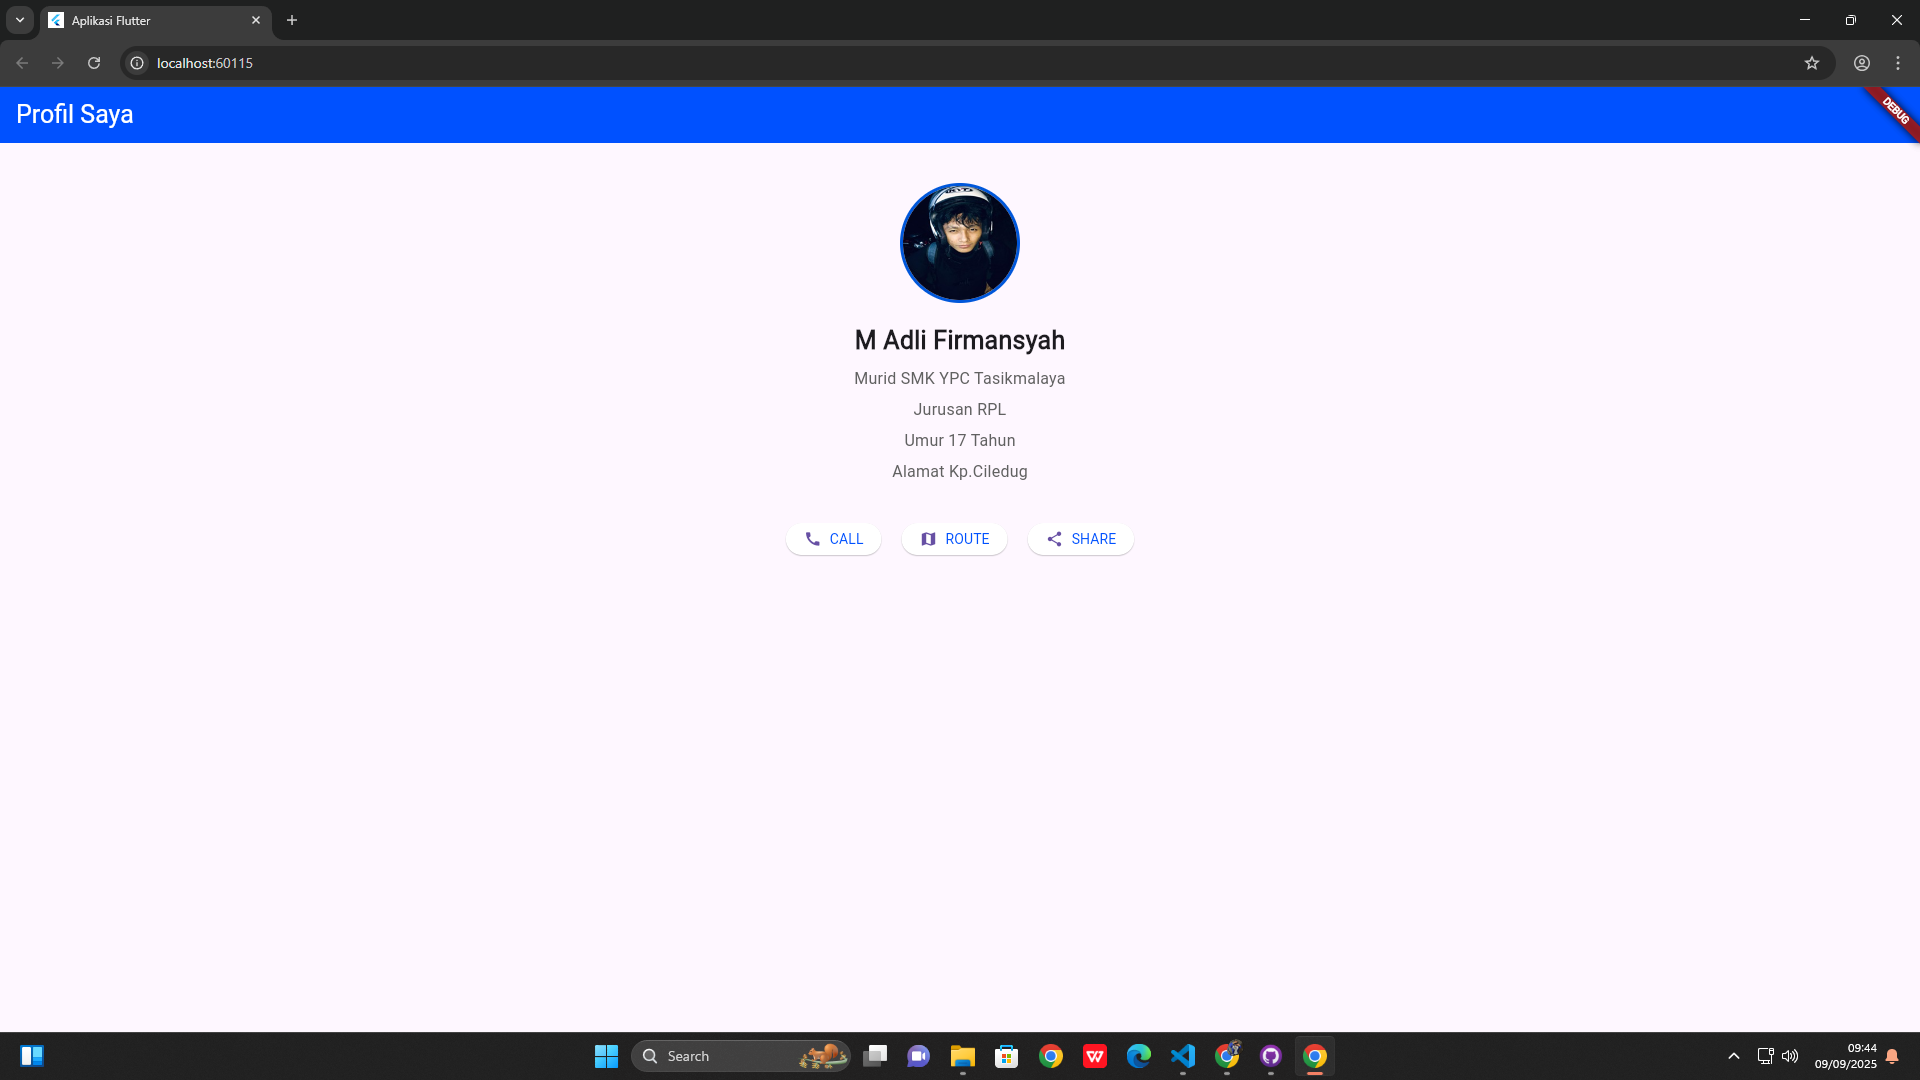 Aplikasi Flutter
localhost:60115
Profil Saya
DEBUG
M Adli Firmansyah
Murid SMK YPC Tasikmalaya
Jurusan RPL
Umur 17 Tahun
Alamat Kp.Ciledug
CALL
ROUTE
SHARE
Search
09:44
09/09/2025